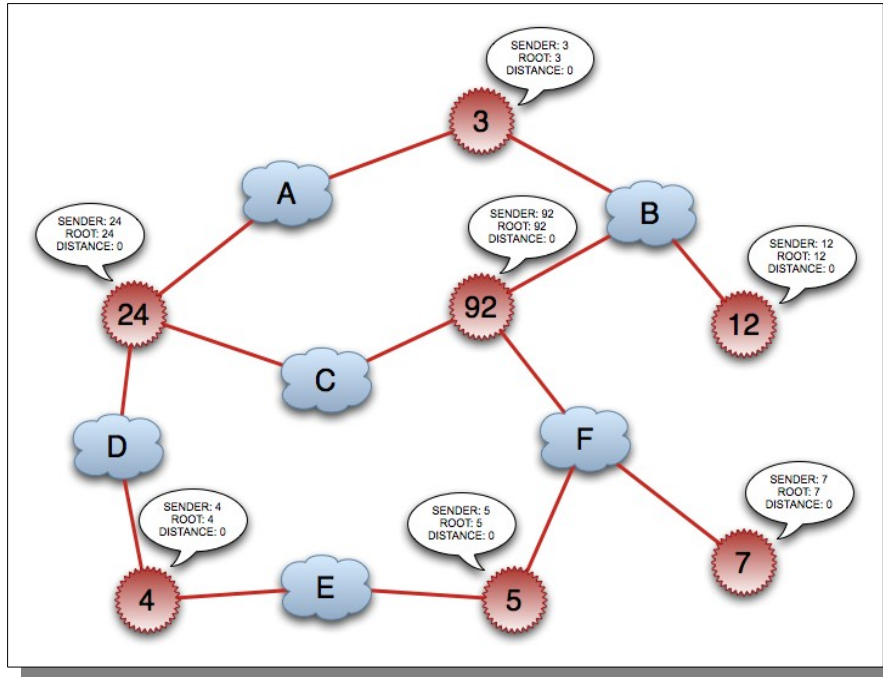 SENDER: 3
ROOT: 3
DISTANCE: 0
3
A
B
SENDER: 24
ROOT: 24
DISTANCE: 0
SENDER: 92
ROOT: 92
DISTANCE: 0
SENDER: 12
ROOT: 12
DISTANCE: 0
24
92
12
C
D
F
SENDER: 4
ROOT: 4
DISTANCE: 0
SENDER: 5
ROOT: 5
DISTANCE: 0
SENDER: 7
ROOT: 7
DISTANCE: 0
4
E
5
7